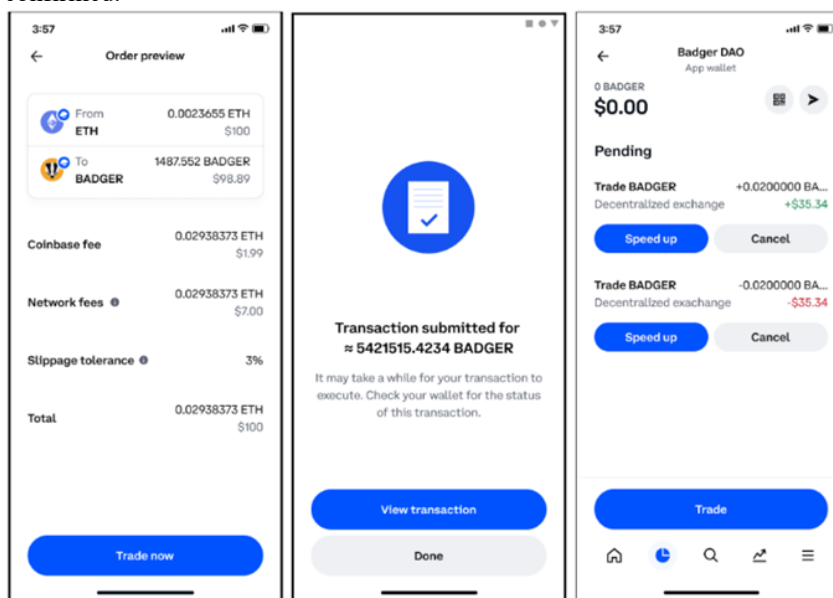 3:57
Order preview
From
0.0023655 ETH
ETH
$100
To
1487.552 BADGER
BADGER
$98.89
Coinbase fee
0.02938373 ETH
$1.99
Network fees
0.02938373 ETH
$7.00
Slippage tolerance
3%
Total
0.02938373 ETH
$100
Trade now
Transaction submitted for
≈ 5421515.4234 BADGER
It may take a while for your transaction to
execute. Check your wallet for the status
of this transaction.
View transaction
Done
3:57
Badger DAO
App wallet
0 BADGER
$0.00
Pending
Trade BADGER
+0.0200000 BA...
Decentralized exchange
+$35.34
Speed up
Cancel
Trade BADGER
-0.0200000 BA...
Decentralized exachange
-$35.34
Speed up
Cancel
Trade